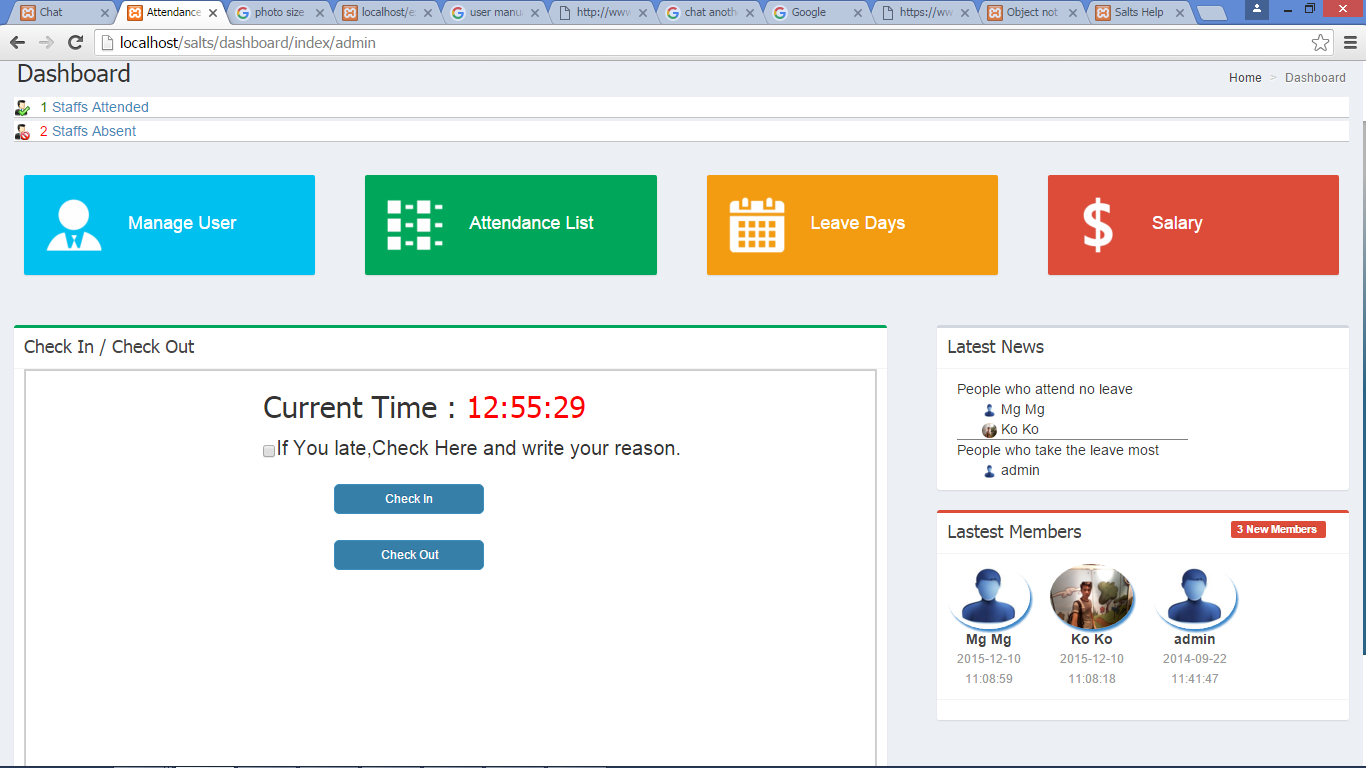 Chat
Attendance
photo size
localhost/e
user manu
http://www
chat anoth
Google
https://ww
Object not
Salts Help
localhost/salts/dashboard/index/admin
Dashboard
Home > Dashboard
1 Staffs Attended
2 Staffs Absent
Manage User
Attendance List
Leave Days
Salary
Check In / Check Out
Current Time : 12:55:29
If You late,Check Here and write your reason.
Check In
Check Out
Latest News
People who attend no leave
Mg Mg
Ko Ko
People who take the leave most
admin
Lastest Members
3 New Members
Mg Mg
2015-12-10
11:08:59
Ko Ko
2015-12-10
11:08:18
admin
2014-09-22
11:41:47